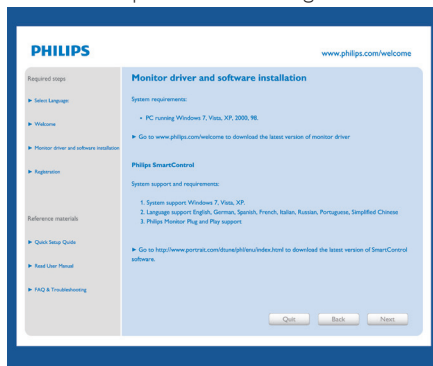 PHILIPS
www.philips.com/welcome
Required steps
► Select Language
► Welcome
► Monitor driver and software installation
► Registeration
Reference materials
► Quick Setup Quide
► Read User Manual
► FAQ & Troubleshooting
Monitor driver and software installation
System requirements:
• PC running Windows 7, Vista, XP, 2000, 98.
► Go to www.philips.com/welcome to download the latest version of monitor driver
Philips SmartControl
System support and requirements:
1. System support Windows 7, Vista, XP.
2. Language support English, German, Spanish, French, Italian, Russian, Portuguese, Simplified Chinese
3. Philips Monitor Plug and Play support
► Go to http://www.portrait.com/dtune/phl/enu/index.html to download the latest version of SmartControl
software.
Quit
Back
Next